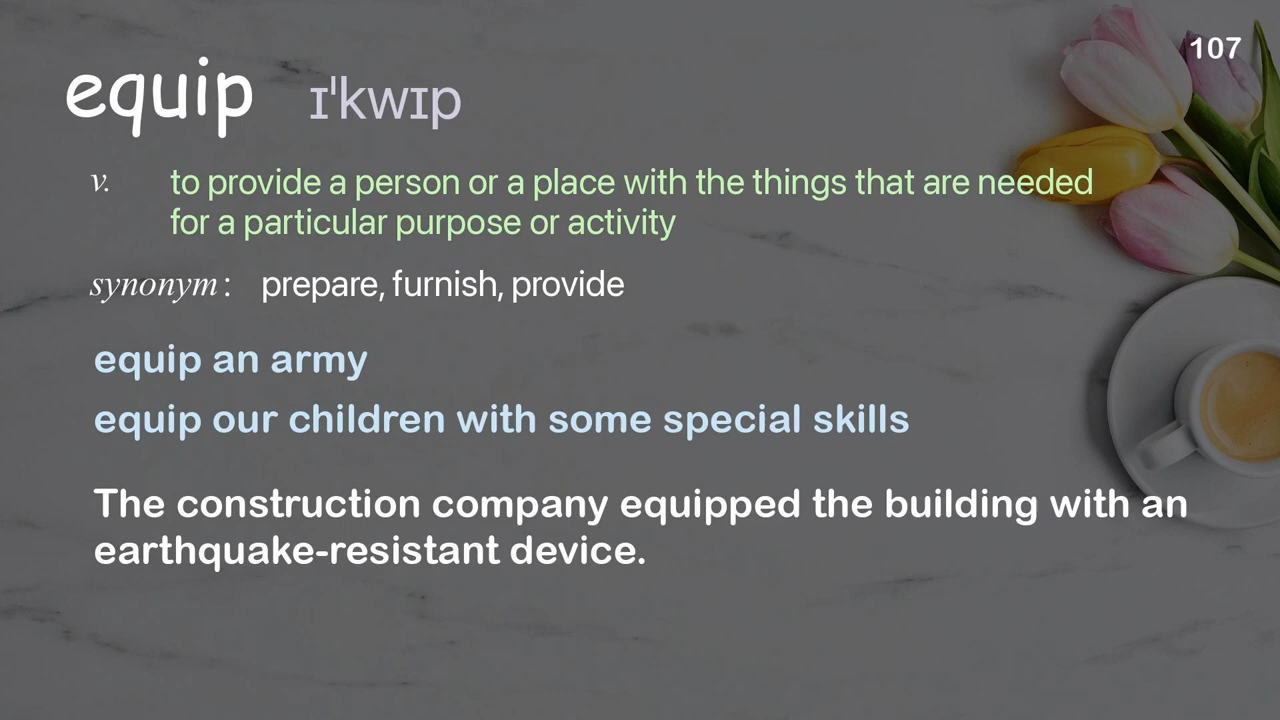 107
equip ɪˈkwɪp
v. to provide a person or a place with the things that are needed
for a particular purpose or activity
synonym: prepare, furnish, provide
equip an army
equip our children with some special skills
The construction company equipped the building with an
earthquake-resistant device.